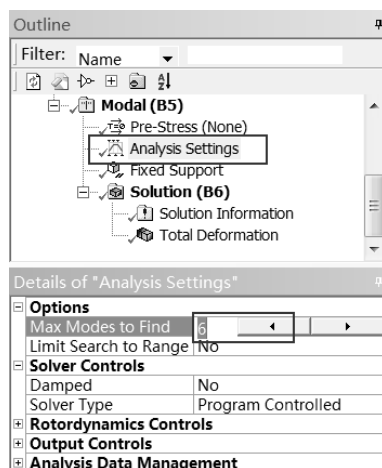 Outline
Filter: Name
Modal (B5)
Pre-Stress (None)
Analysis Settings
Fixed Support
Solution (B6)
Solution Information
Total Deformation
Details of "Analysis Settings"
Options
Max Modes to Find 6
Limit Search to Range No
Solver Controls
Damped No
Solver Type Program Controlled
Rotordynamics Controls
Output Controls
Analysis Data Management